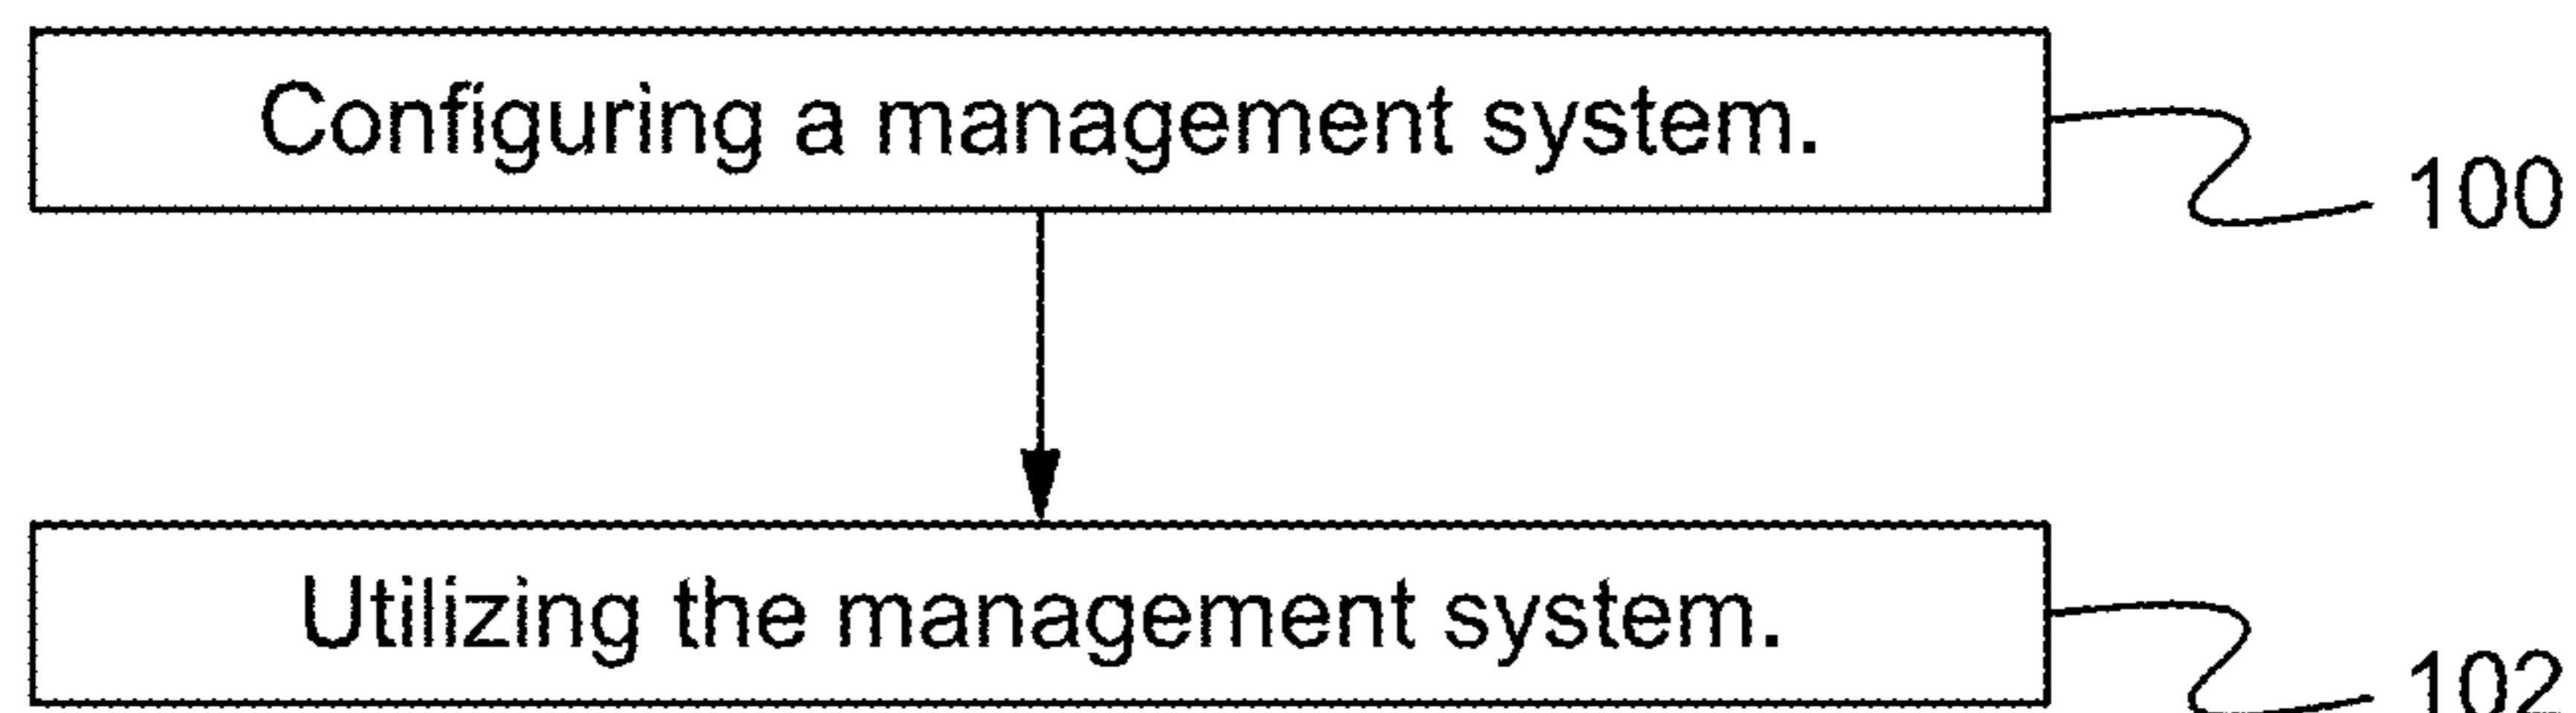 Configuring a management system.
100
Utilizing the management system.
102